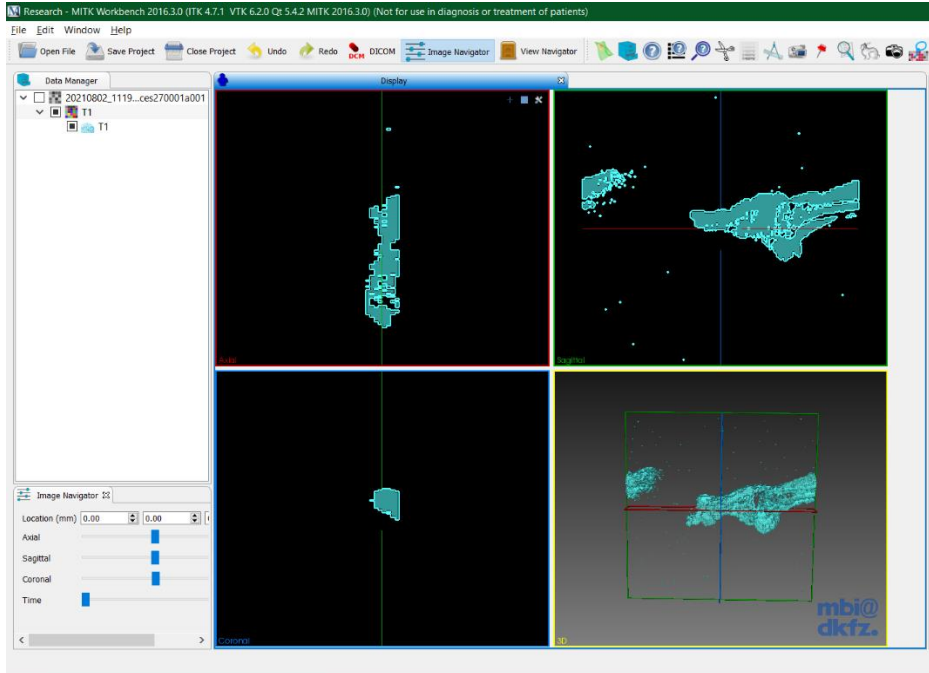 Research - MITK Workbench 2016.3.0 (ITK 4.7.1 VTK 6.2.0 Qt 5.4.2 MITK 2016.3.0) (Not for use in diagnosis or treatment of patients)
File Edit Window Help
Open File Save Project Close Project Undo Redo DCM DICOM Image Navigator View Navigator
Data Manager
Display
20210802_1119...ces270001a001
T1
T1
Axial
Sagittal
Image Navigator
Location (mm) 0.00 0.00
Axial
Sagittal
Coronal
Time
Coronal
3D
mbi@
dkfz.